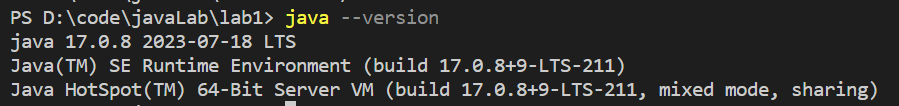 PS D:\code\javaLab\lab1> java --version
java 17.0.8 2023-07-18 LTS
Java(TM) SE Runtime Environment (build 17.0.8+9-LTS-211)
Java HotSpot(TM) 64-Bit Server VM (build 17.0.8+9-LTS-211, mixed mode, sharing)